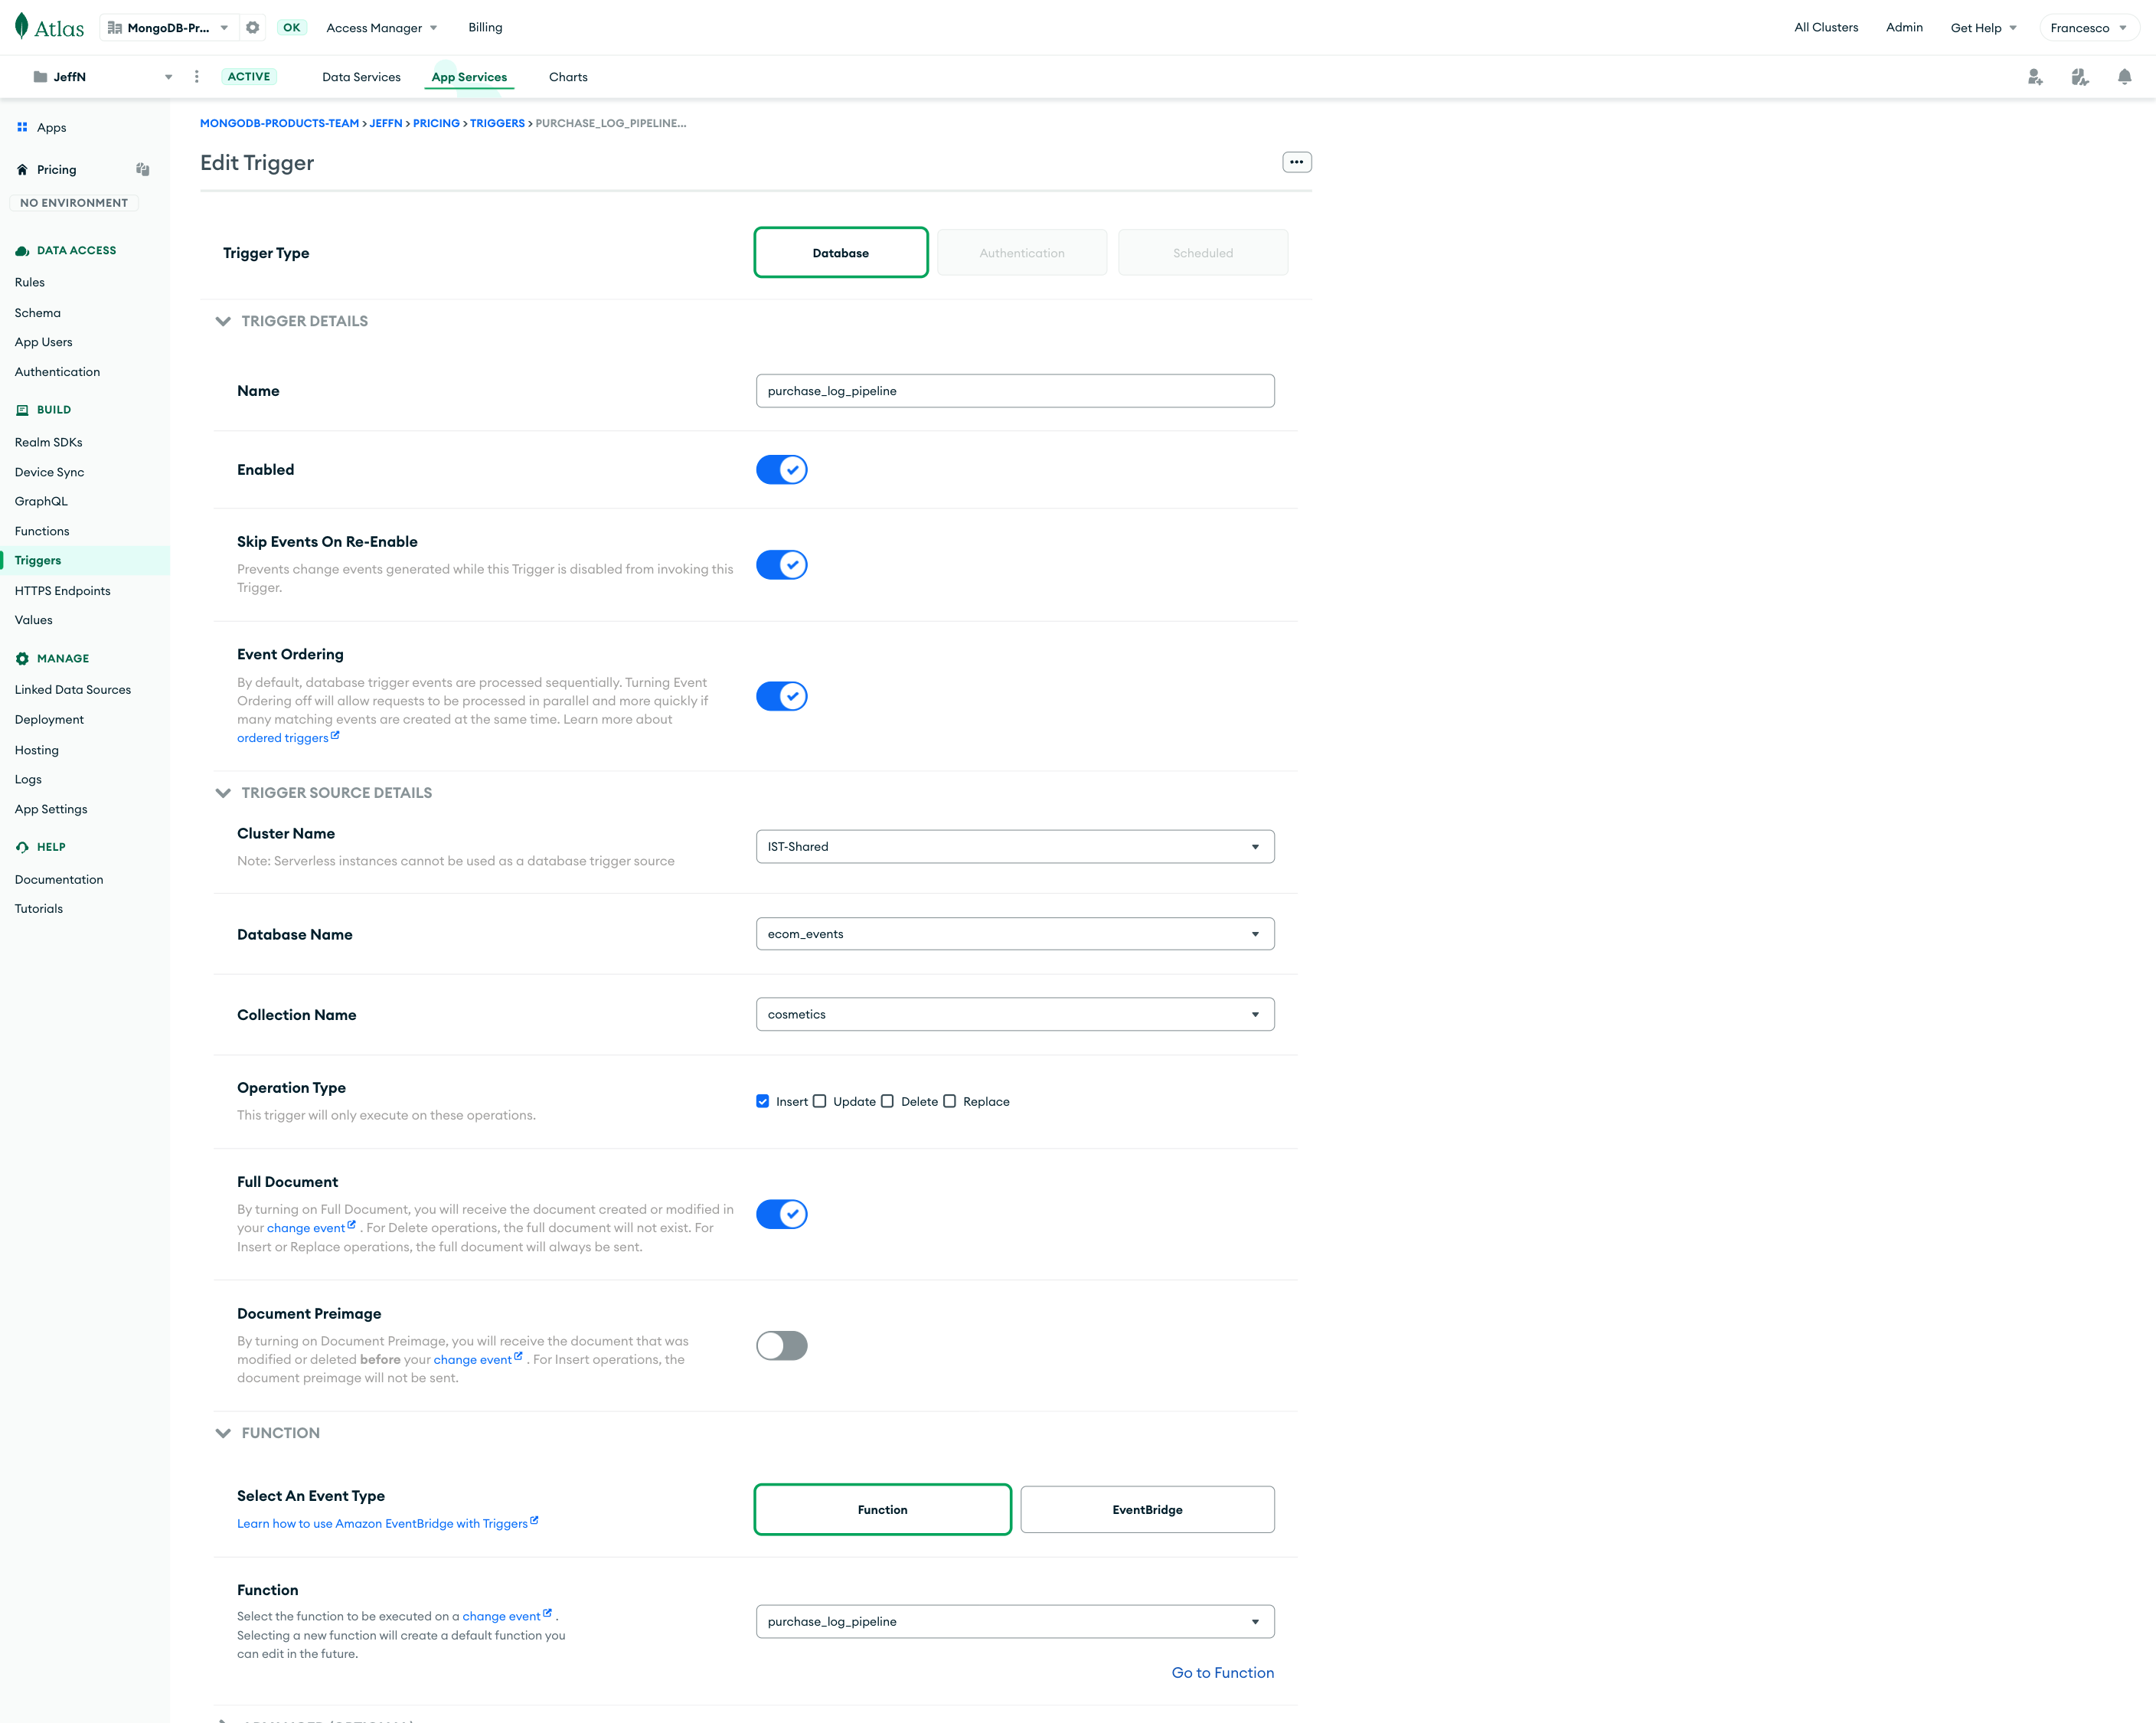 Atlas
MongoDB-Pr...
OK
Access Manager
Billing
All Clusters
Admin
Get Help
Francesco
JeffN
ACTIVE
Data Services
App Services
Charts
Apps
Pricing
NO ENVIRONMENT
DATA ACCESS
Rules
Schema
App Users
Authentication
BUILD
Realm SDKs
Device Sync
GraphQL
Functions
Triggers
HTTPS Endpoints
Values
MANAGE
Linked Data Sources
Deployment
Hosting
Logs
App Settings
HELP
Documentation
Tutorials
MONGODB-PRODUCTS-TEAM > JEFFN > PRICING > TRIGGERS > PURCHASE_LOG_PIPELINE...
Edit Trigger
Trigger Type
Database
Authentication
Scheduled
TRIGGER DETAILS
Name
purchase_log_pipeline
Enabled
Skip Events On Re-Enable
Prevents change events generated while this Trigger is disabled from invoking this
Trigger.
Event Ordering
By default, database trigger events are processed sequentially. Turning Event
Ordering off will allow requests to be processed in parallel and more quickly if
many matching events are created at the same time. Learn more about
ordered triggers
TRIGGER SOURCE DETAILS
Cluster Name
Note: Serverless instances cannot be used as a database trigger source
IST-Shared
Database Name
ecom_events
Collection Name
cosmetics
Operation Type
This trigger will only execute on these operations.
Insert Update Delete Replace
Full Document
By turning on Full Document, you will receive the document created or modified in
your change event . For Delete operations, the full document will not exist. For
Insert or Replace operations, the full document will always be sent.
Document Preimage
By turning on Document Preimage, you will receive the document that was
modified or deleted before your change event . For Insert operations, the
document preimage will not be sent.
FUNCTION
Select An Event Type
Learn how to use Amazon EventBridge with Triggers
Function
EventBridge
Function
Select the function to be executed on a change event .
Selecting a new function will create a default function you
can edit in the future.
purchase_log_pipeline
Go to Function